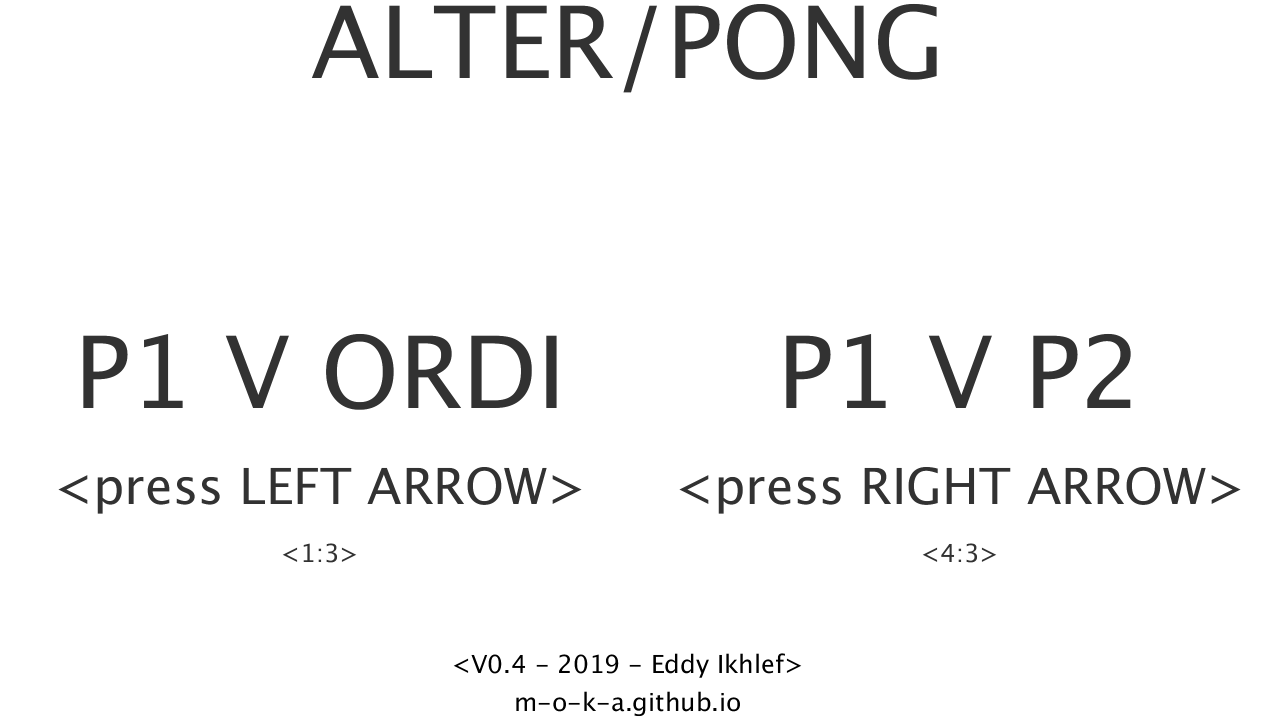 ALTER/PONG
P1 V ORDI
<press LEFT ARROW>
<1:3>
P1 V P2
<press RIGHT ARROW>
<4:3>
<V0.4 – 2019 – Eddy Ikhlef>
m–o–k–a.github.io